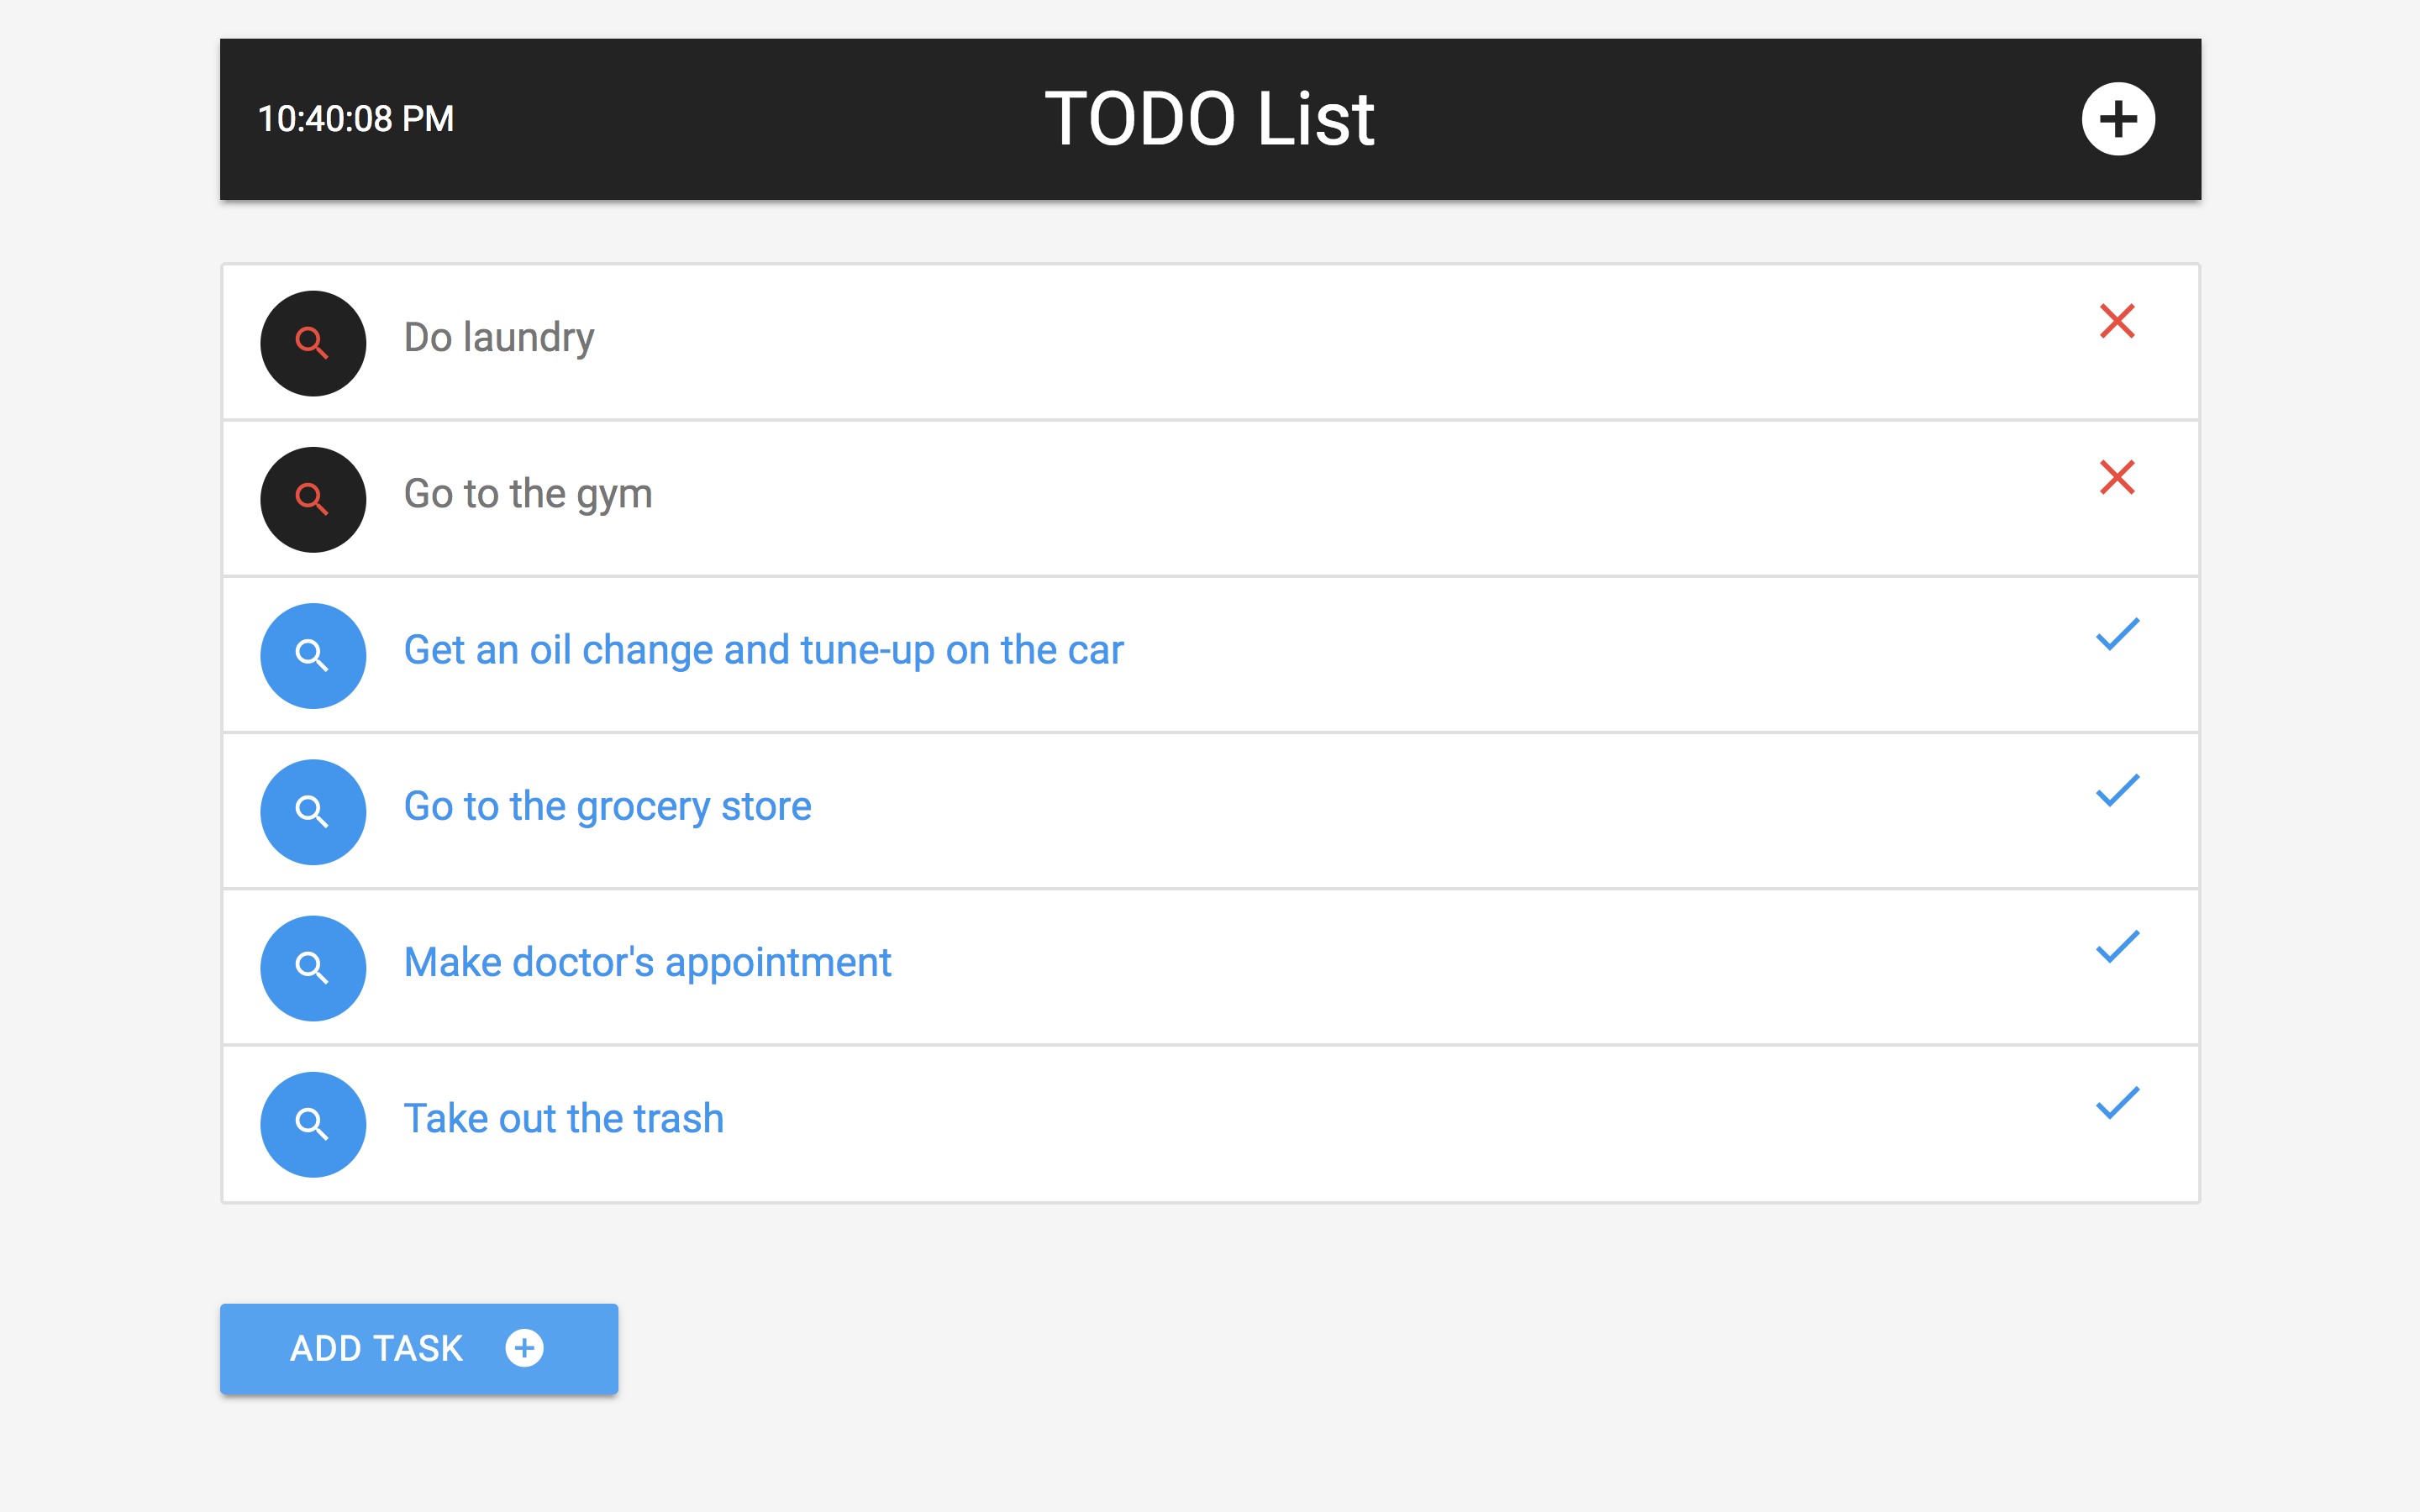 10:40:08 PM
TODO List
Do laundry
Go to the gym
Get an oil change and tune-up on the car
Go to the grocery store
Make doctor's appointment
Take out the trash
ADD TASK